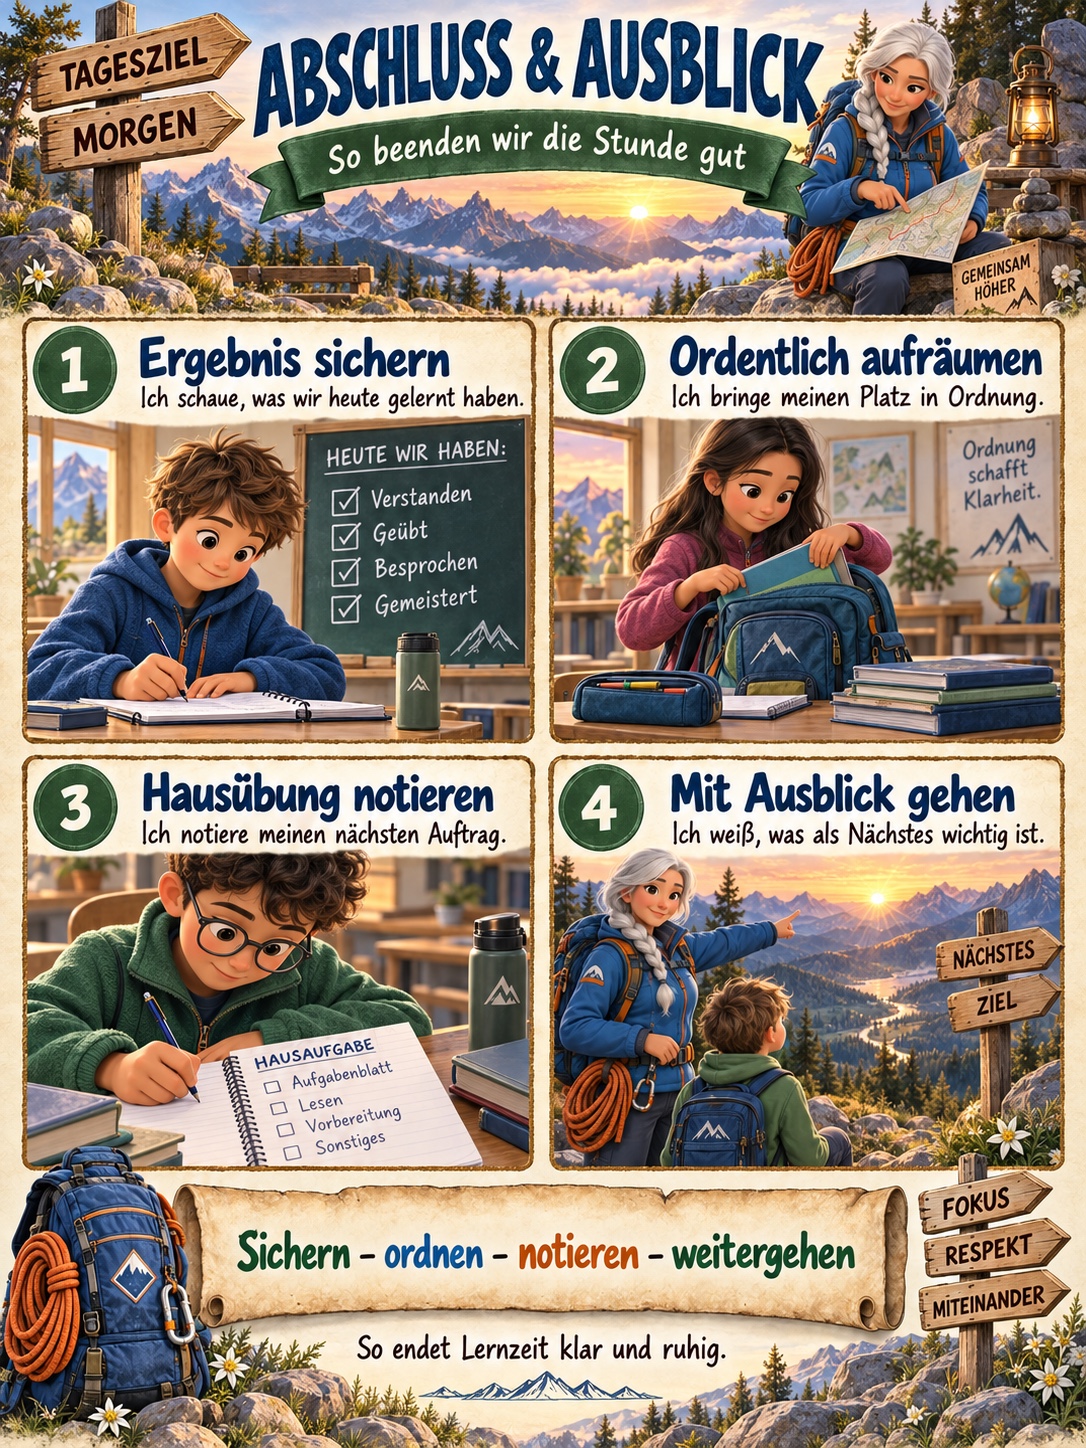 TAGESZIEL
MORGEN
ABSCHLUSS & AUSBLICK
So beenden wir die Stunde gut
GEMEINSAM
HÖHER
1
Ergebnis sichern
Ich schaue, was wir heute gelernt haben.
HEUTE WIR HABEN:
Verstanden
Geübt
Besprochen
Gemeistert
2
Ordentlich aufräumen
Ich bringe meinen Platz in Ordnung.
Ordnung
schafft
Klarheit.
3
Hausübung notieren
Ich notiere meinen nächsten Auftrag.
HAUSAUFGABE
Aufgabenblatt
Lesen
Vorbereitung
Sonstiges
4
Mit Ausblick gehen
Ich weiß, was als Nächstes wichtig ist.
NÄCHSTES
ZIEL
Sichern – ordnen – notieren – weitergehen
So endet Lernzeit klar und ruhig.
FOKUS
RESPEKT
MITEINANDER